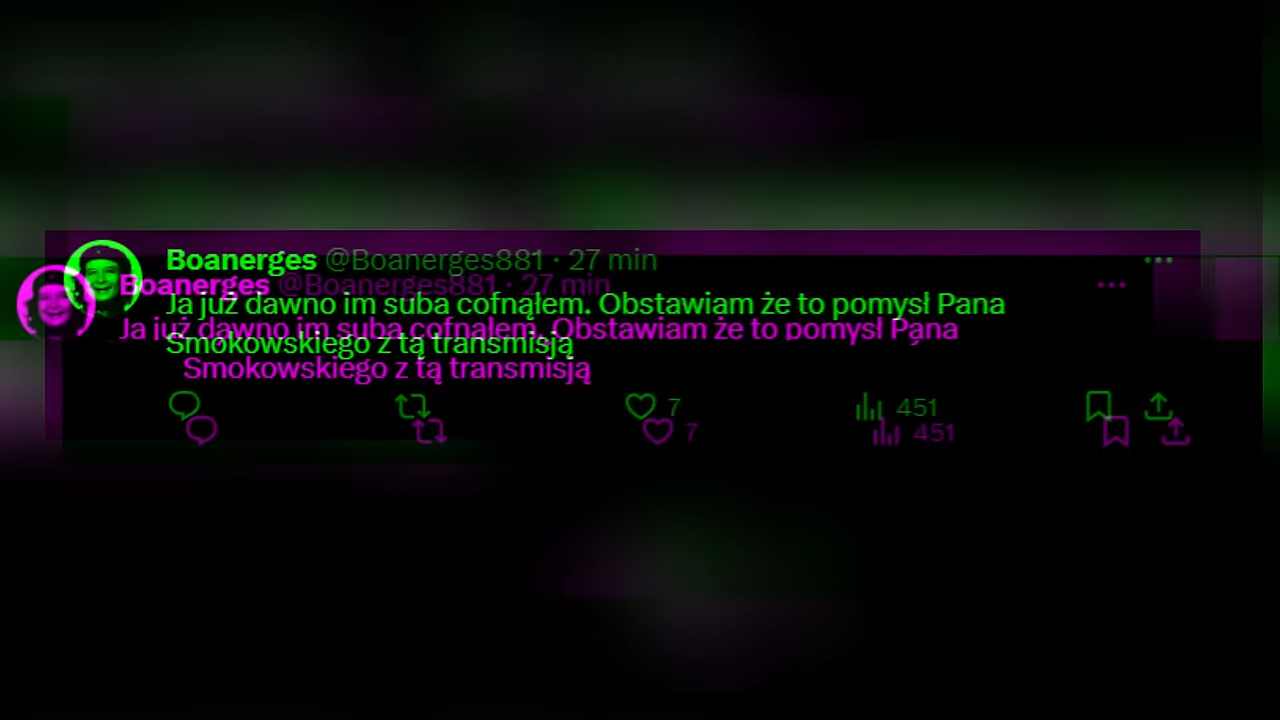 Boanerges @Boanerges881 · 27 min
Ja już dawno im suba cofnąłem. Obstawiam że to pomysł Pana
Smokowskiego z tą transmisją
7 451